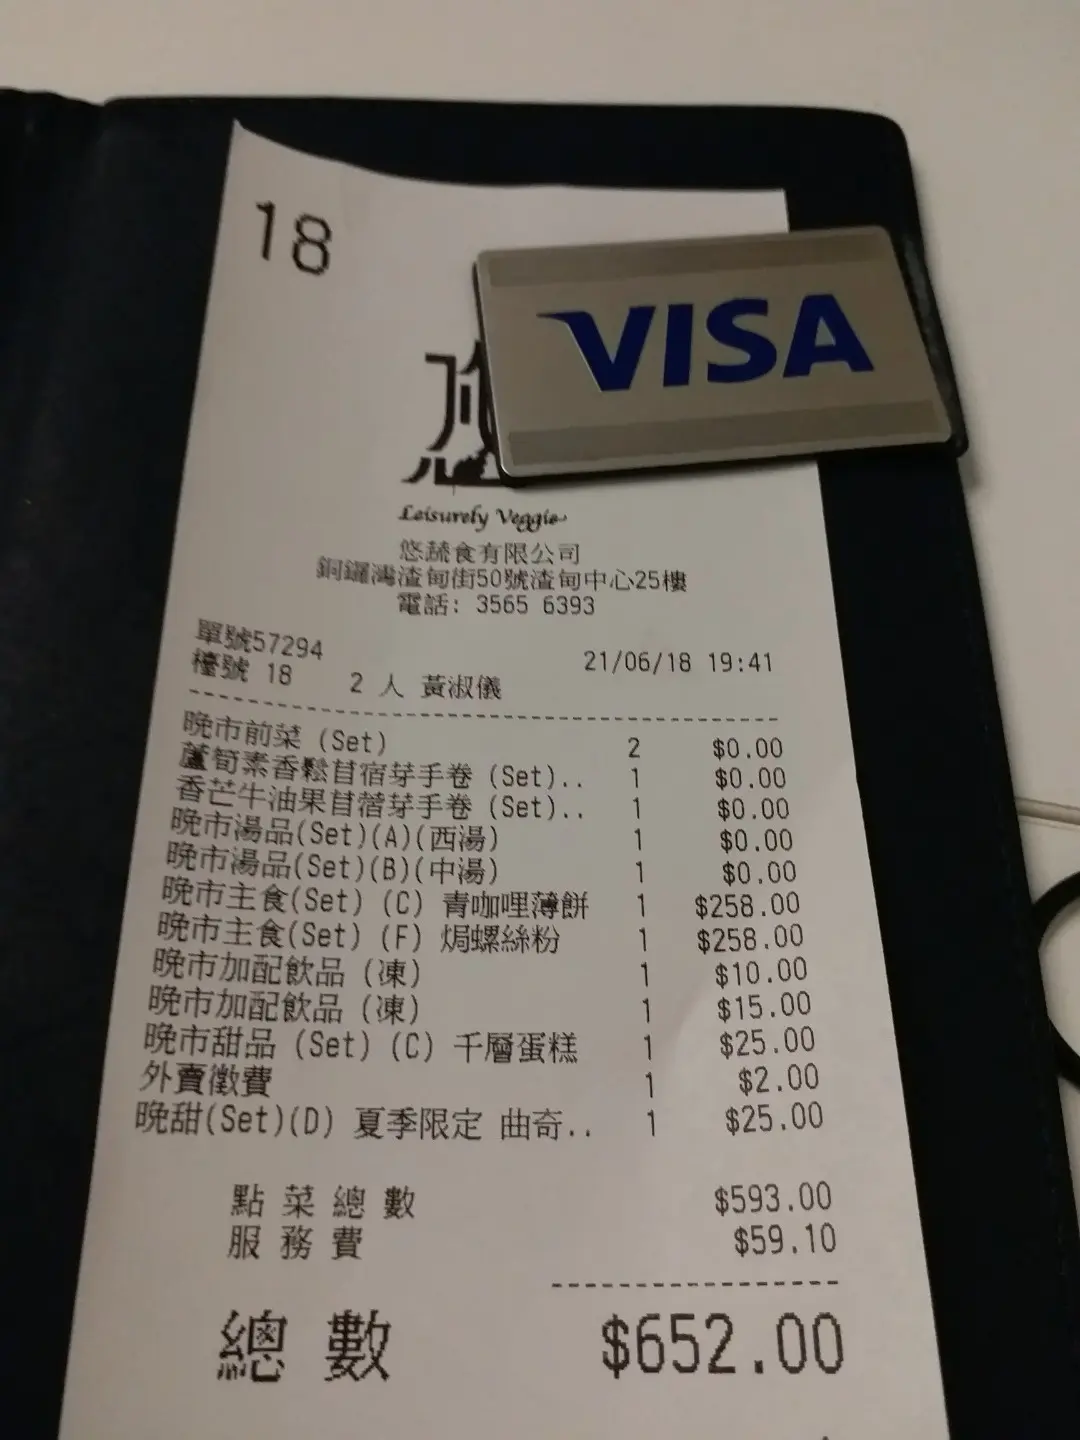 18
VISA
Leisurely Veggie
悠蔬食有限公司
銅鑼灣渣甸街50號渣甸中心25樓
電話: 3565 6393
單號57294
21/06/18 19:41
檯號 18 2 人 黃淑儀
晚市前菜 (Set) 2 $0.00
蘆筍素香鬆苜宿芽手卷 (Set).. 1 $0.00
香芒牛油果苜蓿芽手卷 (Set).. 1 $0.00
晚市湯品(Set)(A)(西湯) 1 $0.00
晚市湯品(Set)(B)(中湯) 1 $0.00
晚市主食(Set) (C) 青咖哩薄餅 1 $258.00
晚市主食(Set) (F) 焗螺絲粉 1 $258.00
晚市加配飲品 (凍) 1 $10.00
晚市加配飲品 (凍) 1 $15.00
晚市甜品 (Set) (C) 千層蛋糕 1 $25.00
外賣徵費 1 $2.00
晚甜(Set)(D) 夏季限定 曲奇.. 1 $25.00
點菜總數 $593.00
服務費 $59.10
總數 $652.00